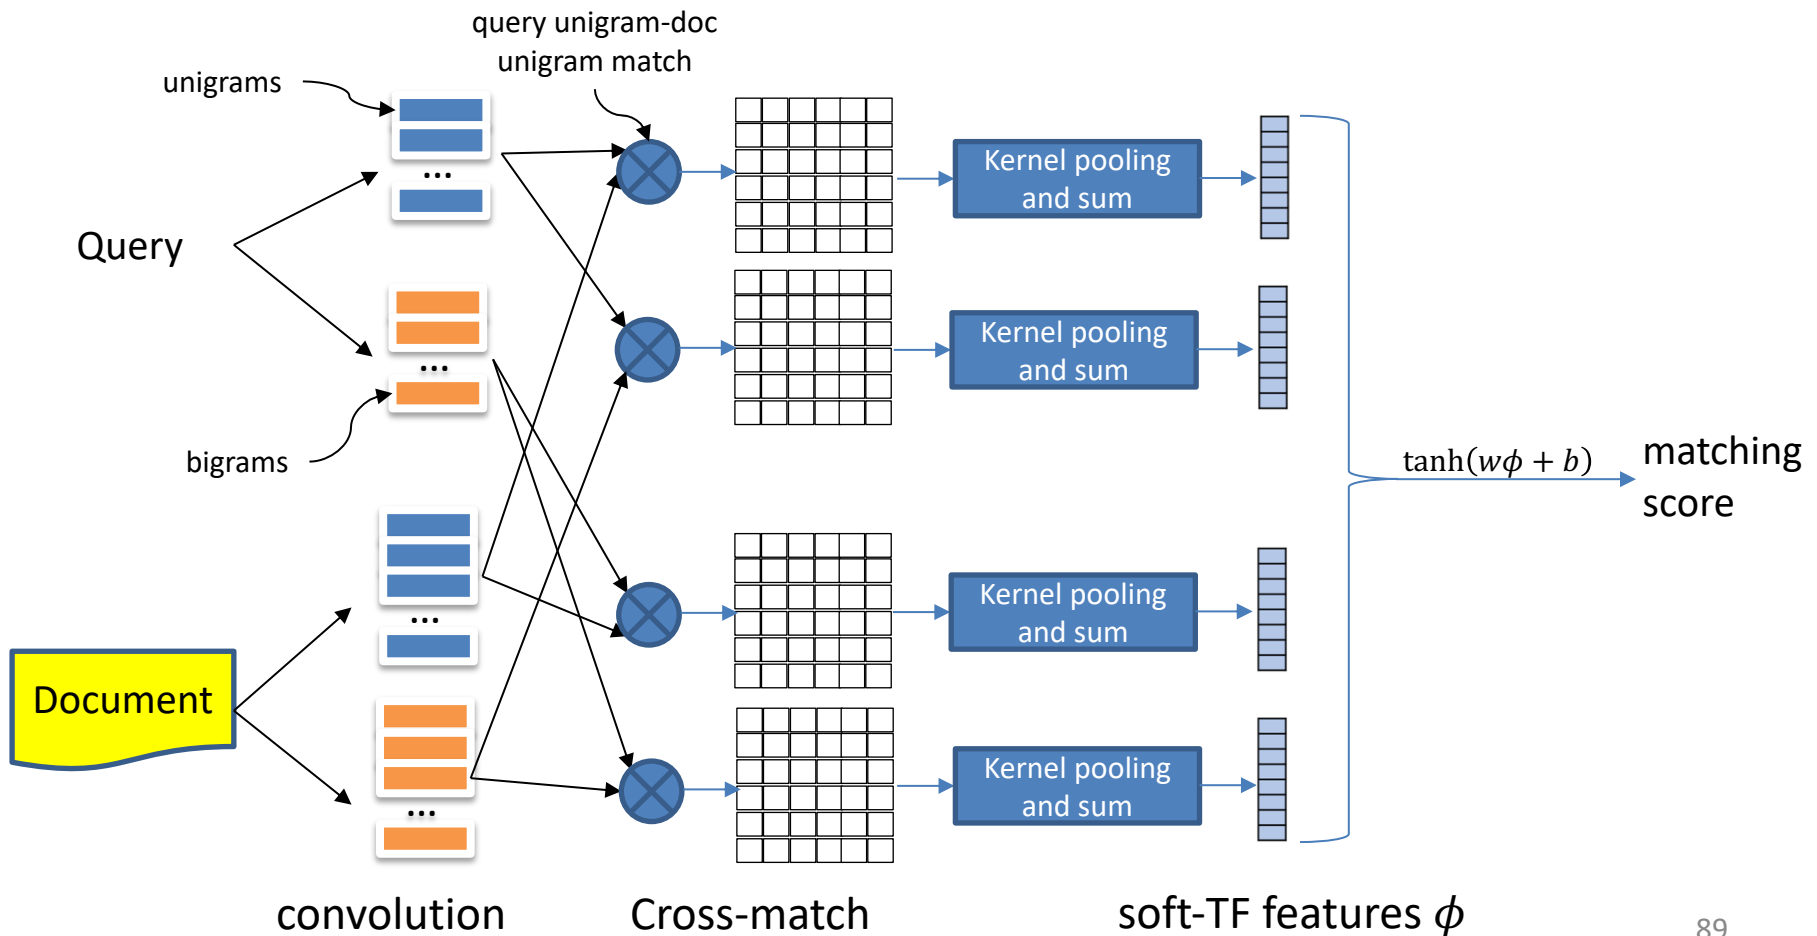 query unigram-doc
unigram match
unigrams
...
Kernel pooling
and sum
Query
...
Kernel pooling
and sum
bigrams
tanh(wϕ + b)
matching
score
...
Kernel pooling
and sum
Document
...
Kernel pooling
and sum
convolution
Cross-match
soft-TF features ϕ
89